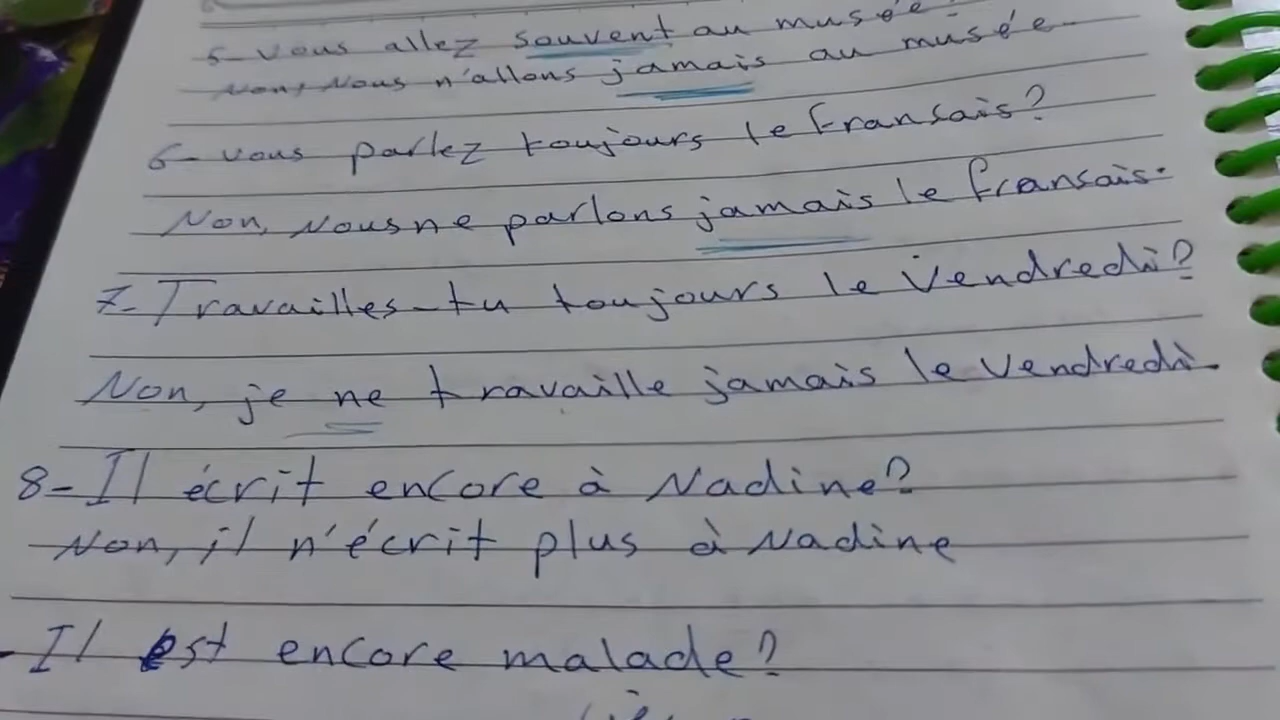 5- Vous allez souvent au musée?
Non, Nous n'allons jamais au musée
6- vous parlez toujours le fransais?
Non, Nous ne parlons jamais le fransais.
7- Travailles-tu toujours le Vendredi?
Non, je ne travaille jamais le Vendredi.
8- Il écrit encore à Nadine?
Non, il n'écrit plus à Nadine
- Il est encore malade?